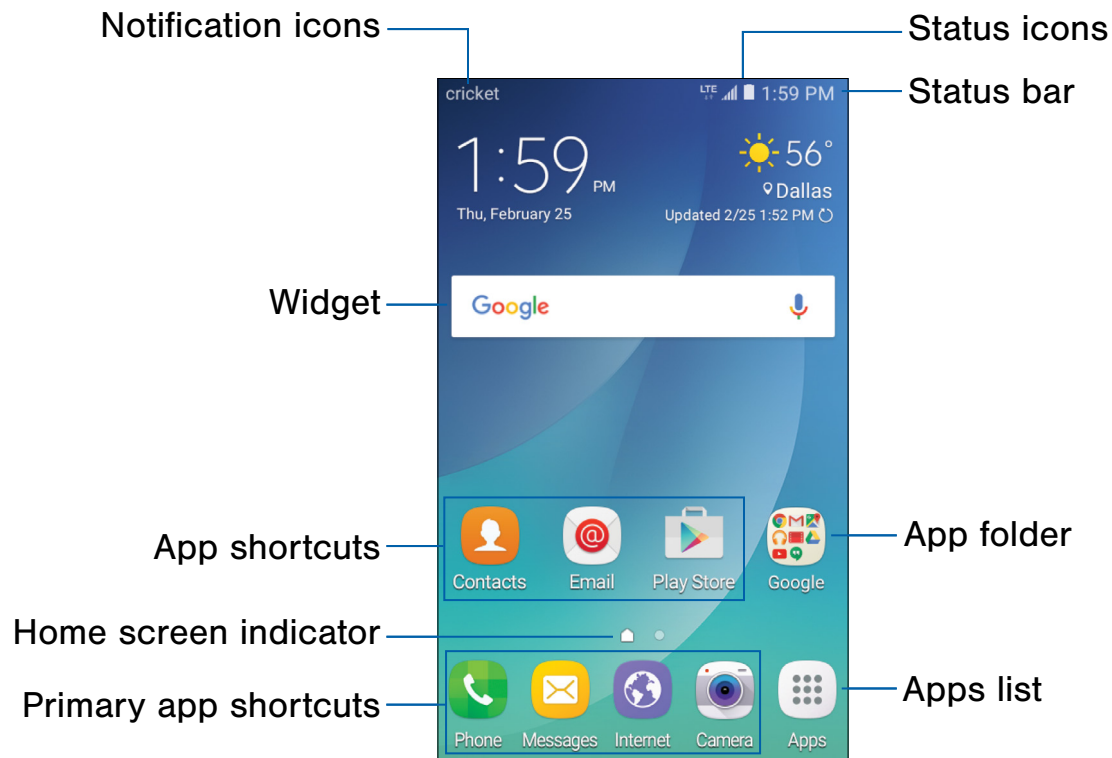 Notification icons
Status icons
cricket
LTE
1:59 PM
Status bar
1:59 PM
56°
Dallas
Thu, February 25
Updated 2/25 1:52 PM
Widget
Google
App shortcuts
App folder
Contacts
Email
Play Store
Google
Home screen indicator
Primary app shortcuts
Apps list
Phone
Messages
Internet
Camera
Apps